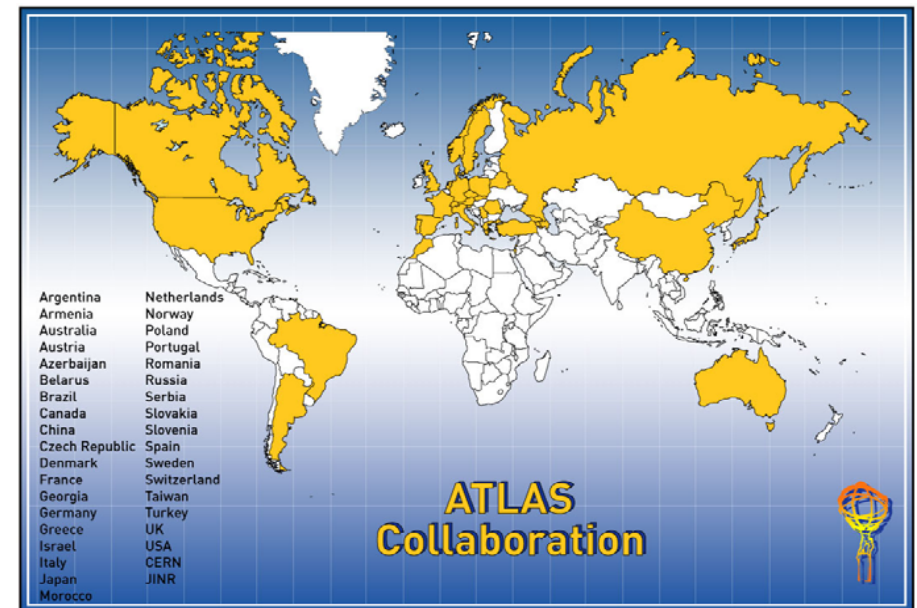 Argentina
Armenia
Australia
Austria
Azerbaijan
Belarus
Brazil
Canada
China
Czech Republic
Denmark
France
Georgia
Germany
Greece
Israel
Italy
Japan
Morocco
Netherlands
Norway
Poland
Portugal
Romania
Russia
Serbia
Slovakia
Slovenia
Spain
Sweden
Switzerland
Taiwan
Turkey
UK
USA
CERN
JINR
ATLAS
Collaboration